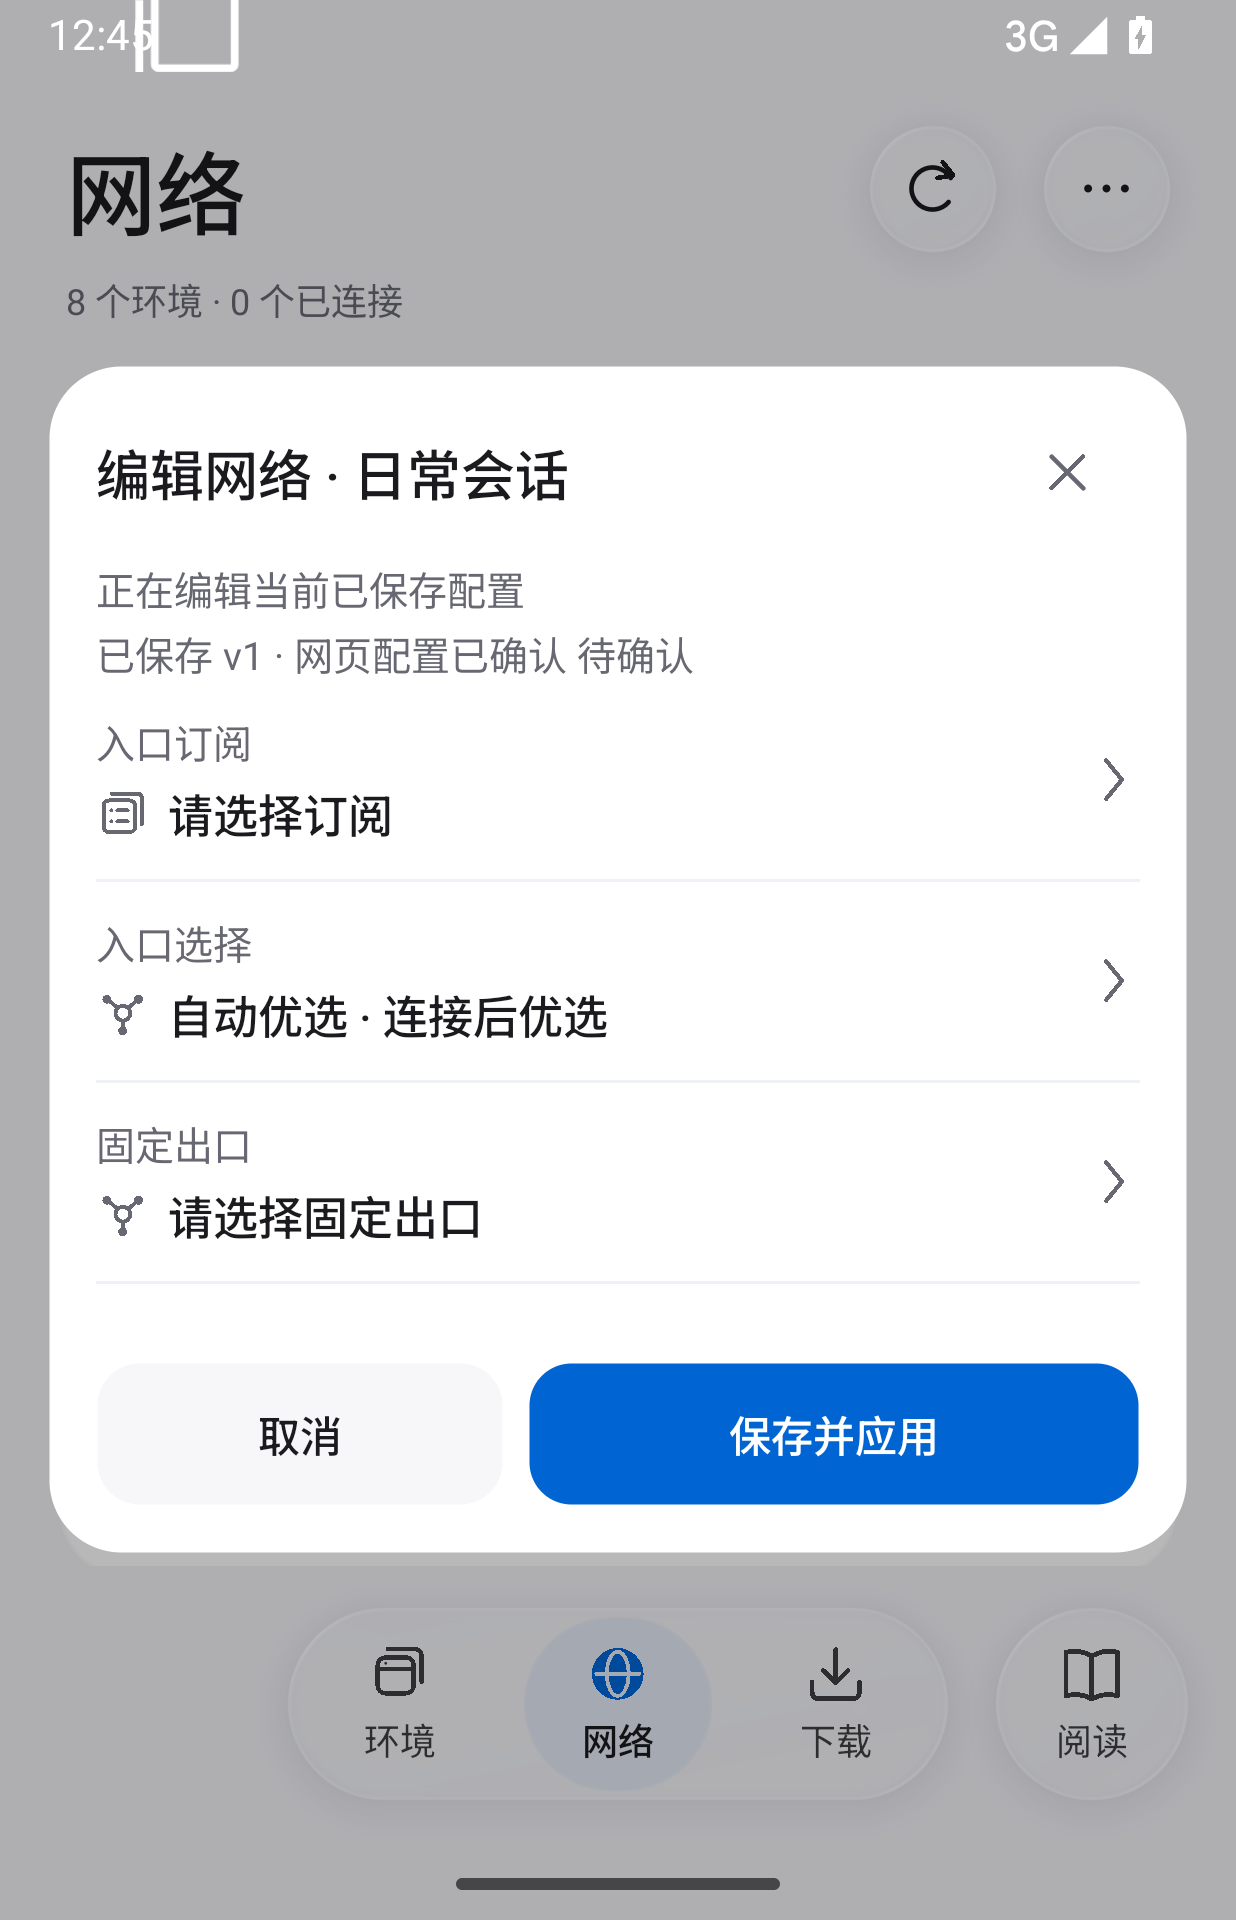 12:45
3G
网络
8 个环境 · 0 个已连接
编辑网络 · 日常会话
正在编辑当前已保存配置
已保存 v1 · 网页配置已确认 待确认
入口订阅
请选择订阅
入口选择
自动优选 · 连接后优选
固定出口
请选择固定出口
取消
保存并应用
环境
网络
下载
阅读